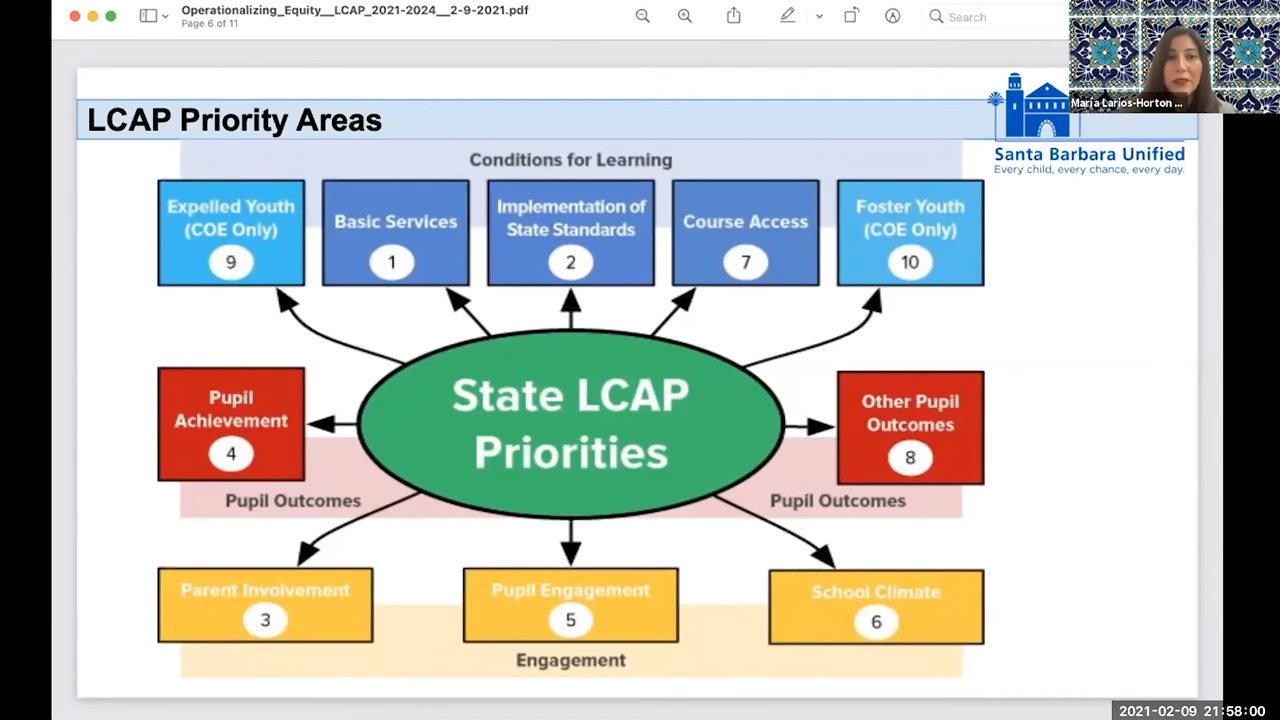 Operationalizing_Equity__LCAP_2021-2024__2-9-2021.pdf
Page 6 of 11
Search
María Larios-Horton ...
LCAP Priority Areas
Santa Barbara Unified
Every child, every chance, every day.
Conditions for Learning
Expelled Youth
(COE Only)
9
Basic Services
1
Implementation of
State Standards
2
Course Access
7
Foster Youth
(COE Only)
10
State LCAP
Priorities
Pupil
Achievement
4
Other Pupil
Outcomes
8
Pupil Outcomes
Pupil Outcomes
Parent Involvement
3
Pupil Engagement
5
School Climate
6
Engagement
2021-02-09 21:58:00